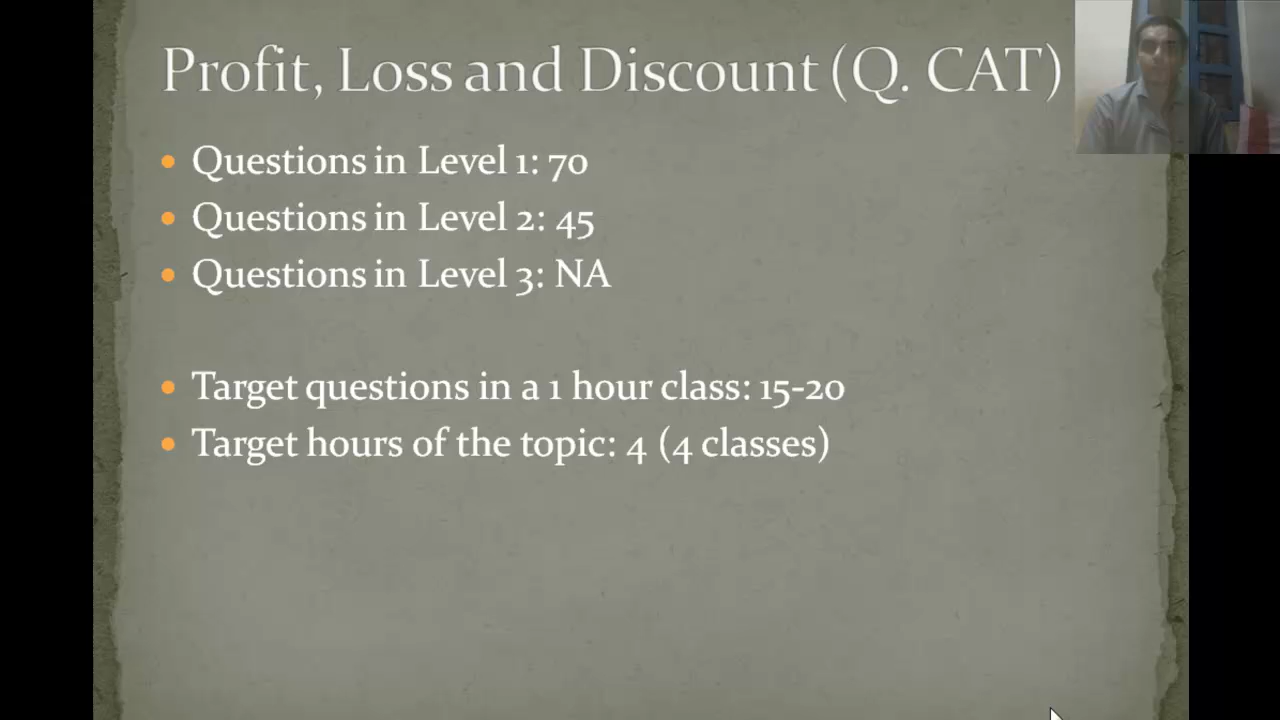 Profit, Loss and Discount (Q. CAT)
• Questions in Level 1: 70
• Questions in Level 2: 45
• Questions in Level 3: NA
• Target questions in a 1 hour class: 15-20
• Target hours of the topic: 4 (4 classes)